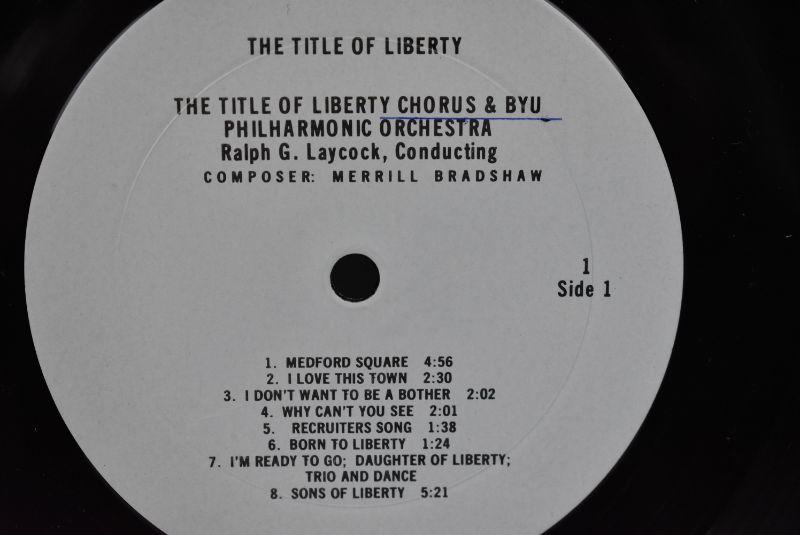 THE TITLE OF LIBERTY
THE TITLE OF LIBERTY CHORUS & BYU
PHILHARMONIC ORCHESTRA
Ralph G. Laycock, Conducting
COMPOSER: MERRILL BRADSHAW
1
Side 1
1. MEDFORD SQUARE 4:56
2. I LOVE THIS TOWN 2:30
3. I DON'T WANT TO BE A BOTHER 2:02
4. WHY CAN'T YOU SEE 2:01
5. RECRUITERS SONG 1:38
6. BORN TO LIBERTY 1:24
7. I'M READY TO GO; DAUGHTER OF LIBERTY;
TRIO AND DANCE
8. SONS OF LIBERTY 5:21